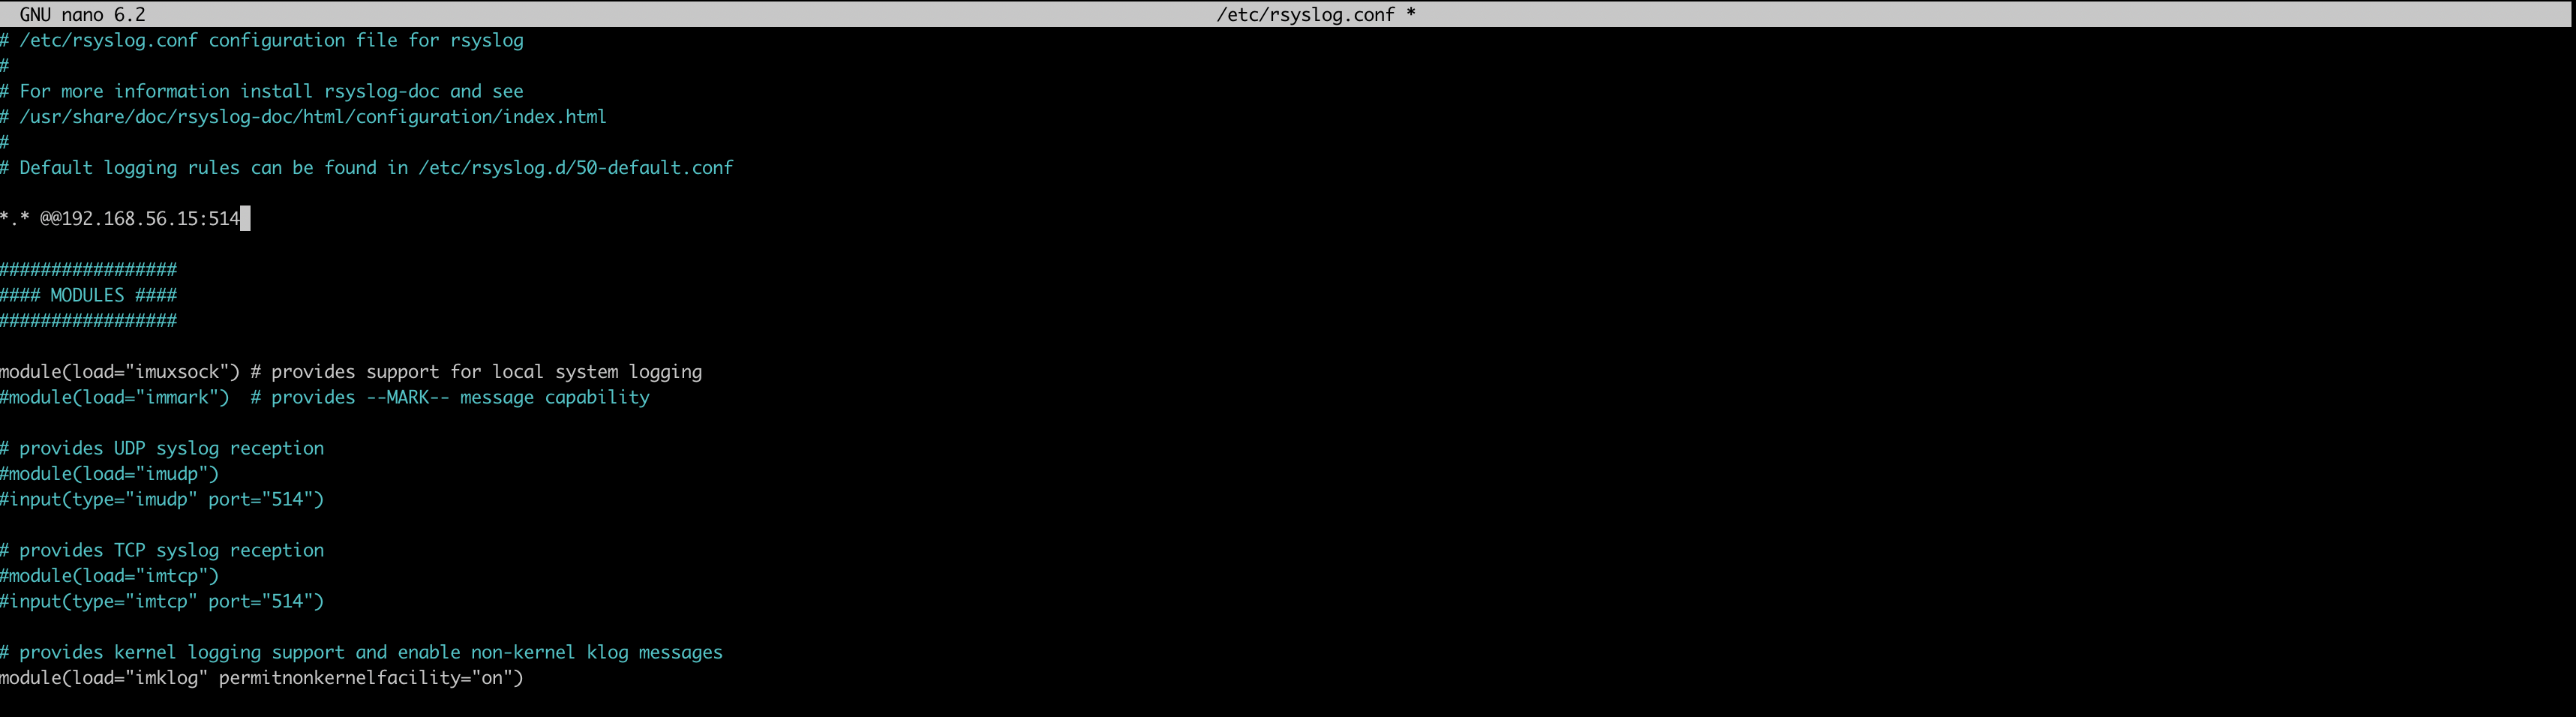 GNU nano 6.2 /etc/rsyslog.conf *
# /etc/rsyslog.conf configuration file for rsyslog
#
# For more information install rsyslog-doc and see
# /usr/share/doc/rsyslog-doc/html/configuration/index.html
#
# Default logging rules can be found in /etc/rsyslog.d/50-default.conf
*.* @@192.168.56.15:514
#################
#### MODULES ####
#################
module(load="imuxsock") # provides support for local system logging
#module(load="immark")  # provides --MARK-- message capability
# provides UDP syslog reception
#module(load="imudp")
#input(type="imudp" port="514")
# provides TCP syslog reception
#module(load="imtcp")
#input(type="imtcp" port="514")
# provides kernel logging support and enable non-kernel klog messages
module(load="imklog" permitnonkernelfacility="on")